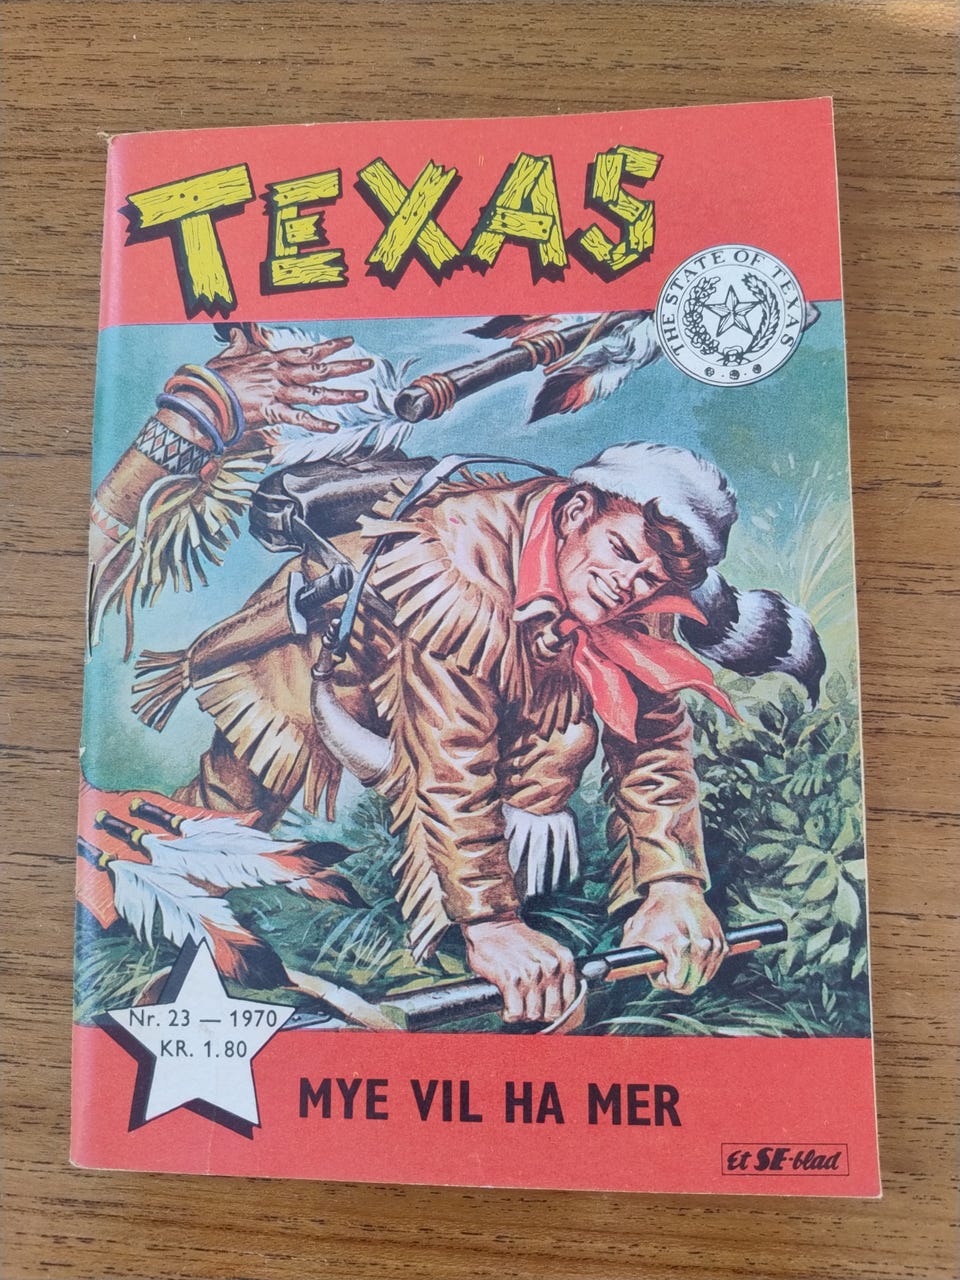 TEXAS
THE STATE OF TEXAS
Nr. 23 — 1970
KR. 1.80
MYE VIL HA MER
Et SE-blad